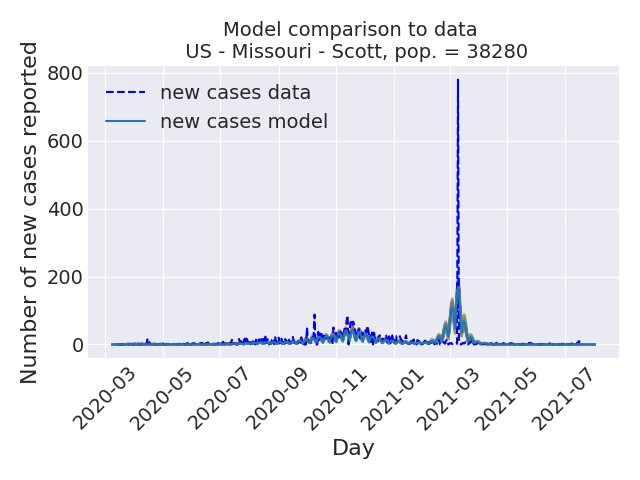 Model comparison to data
US - Missouri - Scott, pop. = 38280
Number of new cases reported
800
600
400
200
0
new cases data
new cases model
2020-03
2020-05
2020-07
2020-09
2020-11
2021-01
2021-03
2021-05
2021-07
Day